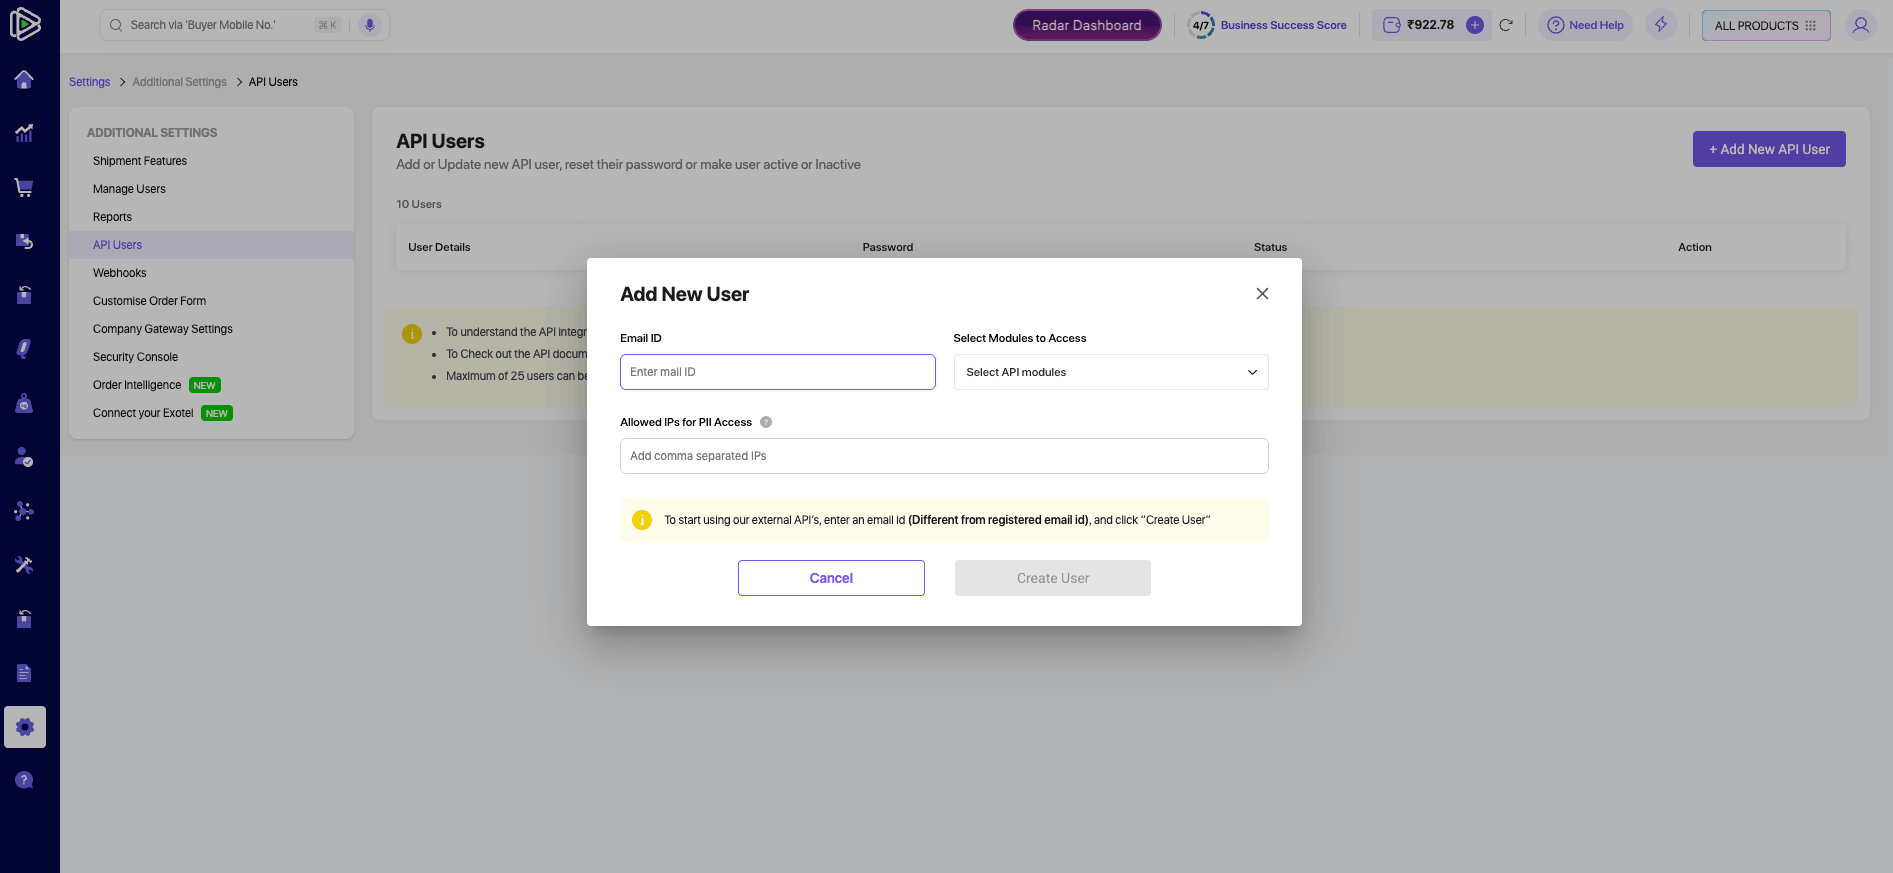 Search via 'Buyer Mobile No.'
⌘ K
Radar Dashboard
4/7
Business Success Score
₹922.78
Need Help
ALL PRODUCTS
Settings > Additional Settings > API Users
ADDITIONAL SETTINGS
Shipment Features
Manage Users
Reports
API Users
Webhooks
Customise Order Form
Company Gateway Settings
Security Console
Order Intelligence NEW
Connect your Exotel NEW
API Users
Add or Update new API user, reset their password or make user active or Inactive
+ Add New API User
10 Users
User Details Password Status Action
To understand the API
To Check out the API
Maximum of 25 users can be
Add New User
Email ID
Enter mail ID
Select Modules to Access
Select API modules
Allowed IPs for PII Access ?
Add comma separated IPs
To start using our external API's, enter an email id (Different from registered email id), and click “Create User”
Cancel
Create User